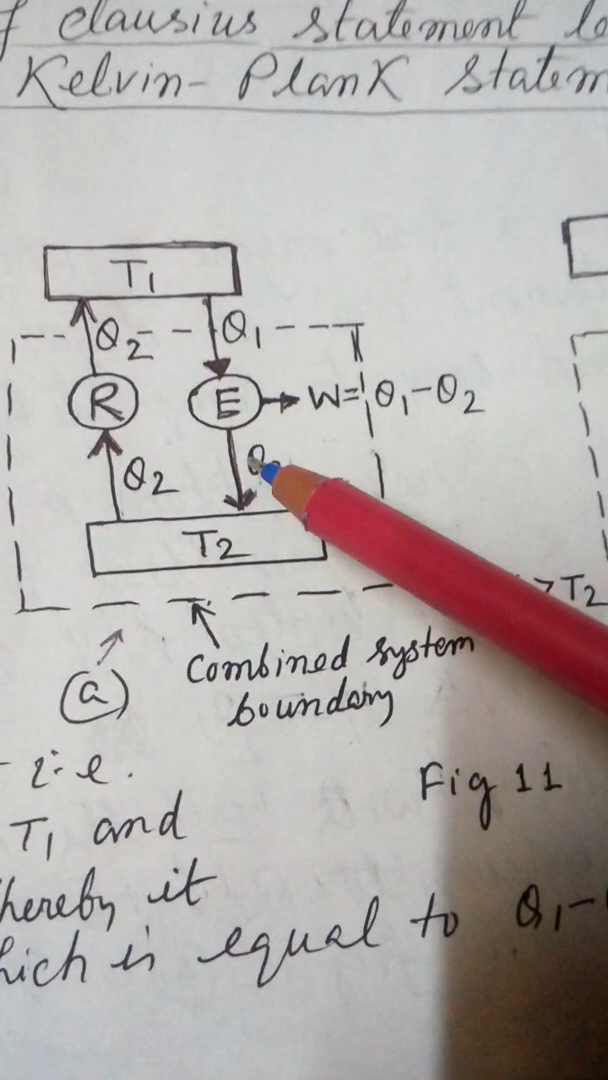 f clausius statement to
Kelvin- PlanK statem
T₁
Q₂ Q₁
R E W= Q₁-Q₂
Q₂
T₂
>T₂
Combined system
boundary
(a)
i.e.
Fig 11
T₁ and
hereby it
hich is equal to Q₁-